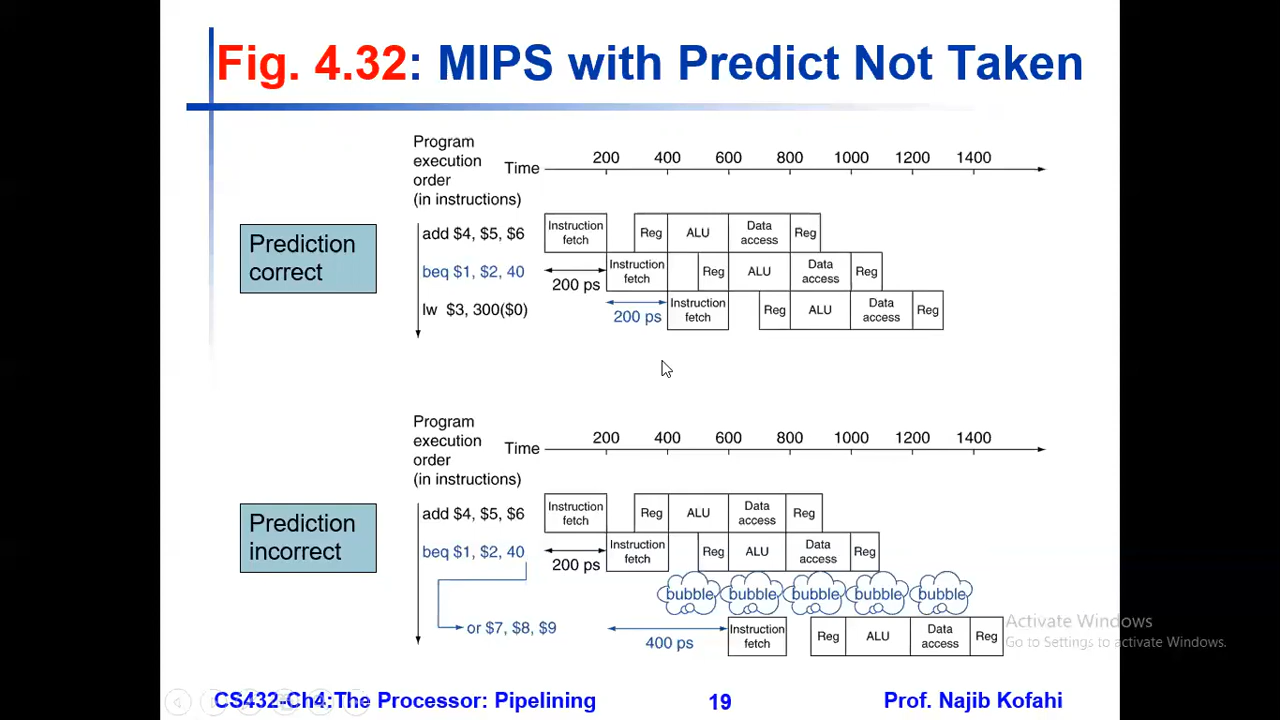 Fig. 4.32: MIPS with Predict Not Taken
Program
execution
order
(in instructions)
Time
200 400 600 800 1000 1200 1400
Prediction
correct
add $4, $5, $6
Instruction
fetch
Reg
ALU
Data
access
Reg
beq $1, $2, 40
200 ps
Instruction
fetch
Reg
ALU
Data
access
Reg
lw $3, 300($0)
200 ps
Instruction
fetch
Reg
ALU
Data
access
Reg
Program
execution
order
(in instructions)
Time
200 400 600 800 1000 1200 1400
Prediction
incorrect
add $4, $5, $6
Instruction
fetch
Reg
ALU
Data
access
Reg
beq $1, $2, 40
200 ps
Instruction
fetch
Reg
ALU
Data
access
Reg
bubble bubble bubble bubble bubble
or $7, $8, $9
400 ps
Instruction
fetch
Reg
ALU
Data
access
Reg
Activate Windows
Go to Settings to activate Windows.
CS432-Ch4:The Processor: Pipelining
19
Prof. Najib Kofahi